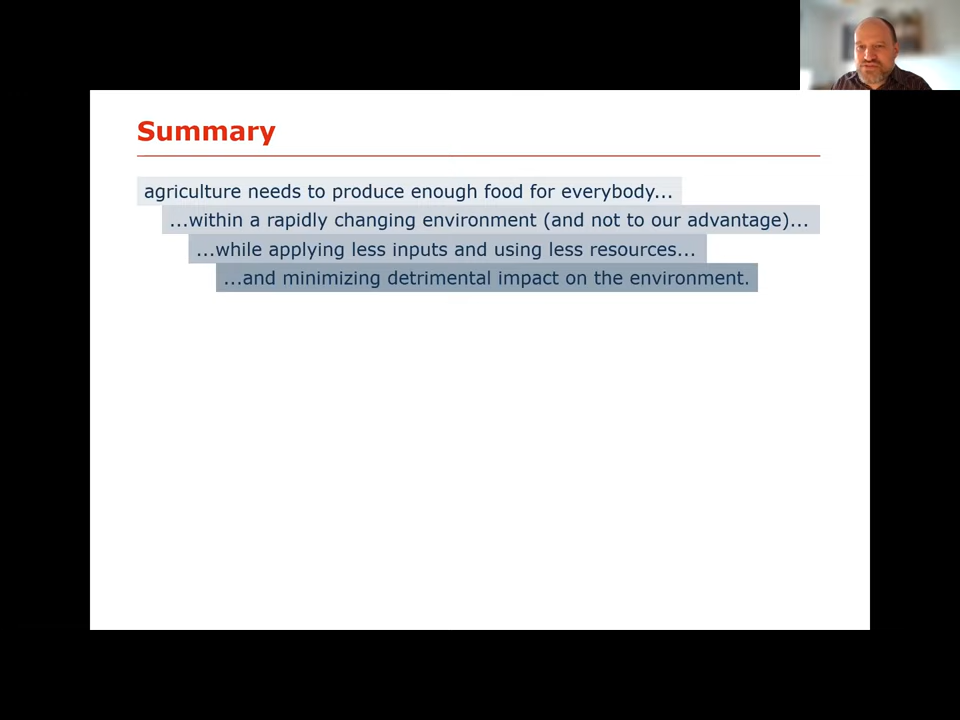 Summary
agriculture needs to produce enough food for everybody...
...within a rapidly changing environment (and not to our advantage)...
...while applying less inputs and using less resources...
...and minimizing detrimental impact on the environment.